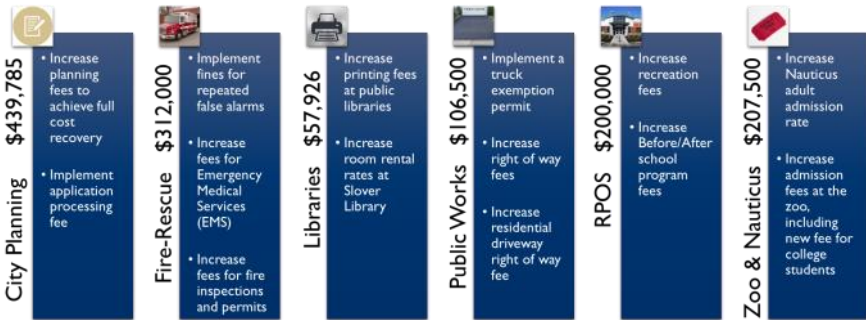 City Planning $439,785
• Increase
planning
fees to
achieve full
cost
recovery
• Implement
application
processing
fee
Fire-Rescue $312,000
• Implement
fines for
repeated
false alarms
• Increase
fees for
Emergency
Medical
Services
(EMS)
• Increase
fees for fire
inspections
and permits
Libraries $57,926
• Increase
printing fees
at public
libraries
• Increase
room rental
rates at
Slover
Library
Public Works $106,500
• Implement a
truck
exemption
permit
• Increase
right of way
fees
• Increase
residential
driveway
right of way
fee
RPOS $200,000
• Increase
recreation
fees
• Increase
Before/After
school
program
fees
Zoo & Nauticus $207,500
• Increase
Nauticus
adult
admission
rate
• Increase
admission
fees at the
zoo,
including
new fee for
college
students